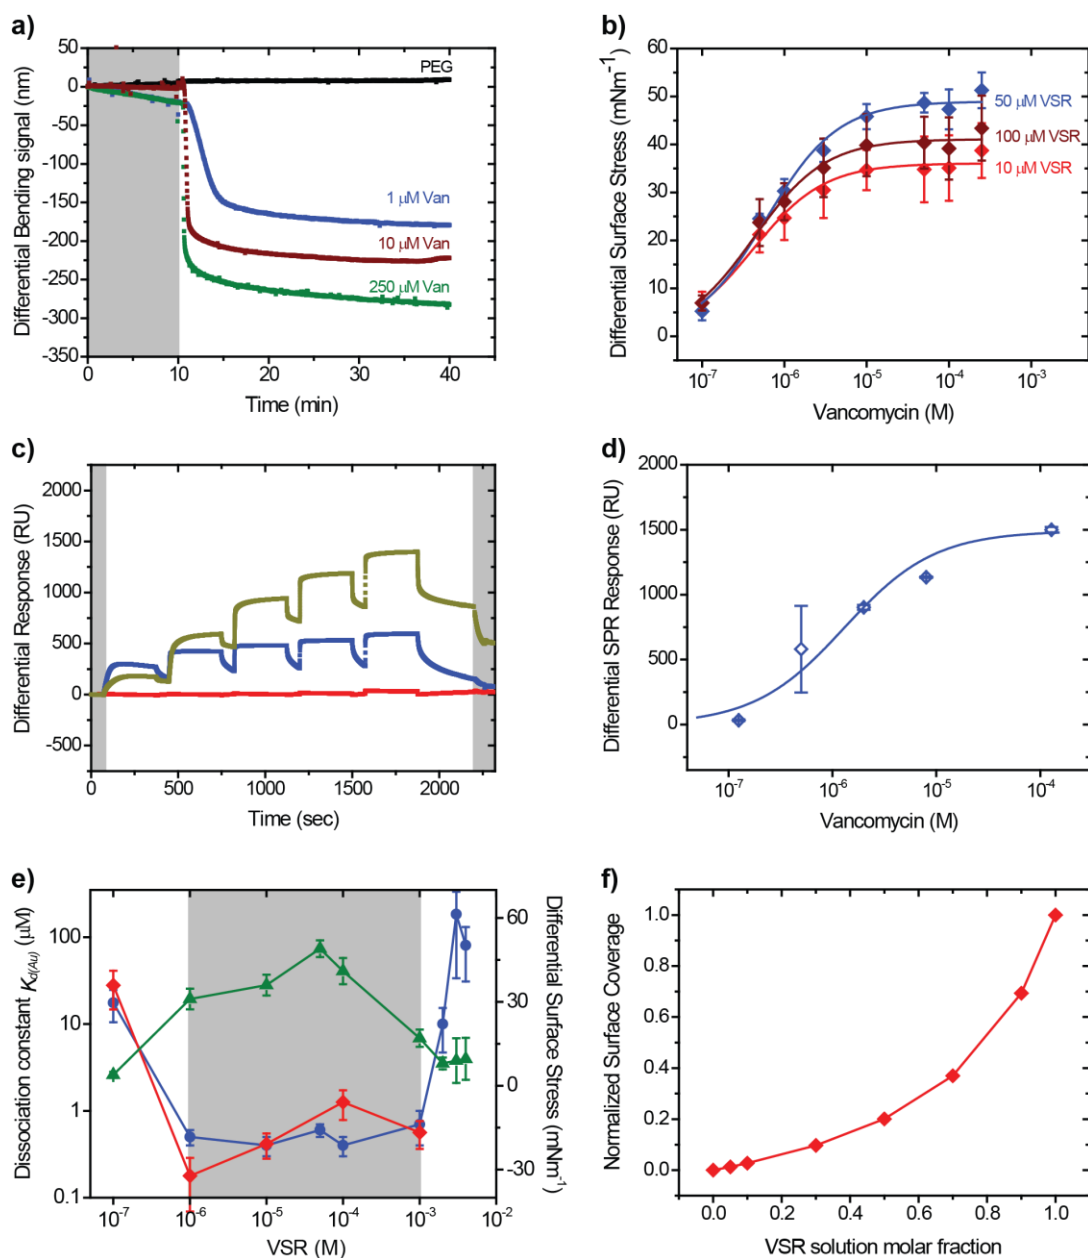 a)
Differential Bending signal (nm)
50
0
-50
-100
-150
-200
-250
-300
-350
PEG
1 μM Van
10 μM Van
250 μM Van
0 10 20 30 40
Time (min)
b)
Differential Surface Stress (mNm⁻¹)
60
50
40
30
20
10
0
50 μM VSR
100 μM VSR
10 μM VSR
10⁻⁷ 10⁻⁶ 10⁻⁵ 10⁻⁴ 10⁻³
Vancomycin (M)
c)
Differential Response (RU)
2000
1500
1000
500
0
-500
0 500 1000 1500 2000
Time (sec)
d)
Differential SPR Response (RU)
2000
1500
1000
500
0
10⁻⁷ 10⁻⁶ 10⁻⁵ 10⁻⁴
Vancomycin (M)
e)
Dissociation constant K_d(Au) (μM)
100
10
1
0.1
Differential Surface Stress (mNm⁻¹)
60
30
0
-30
10⁻⁷ 10⁻⁶ 10⁻⁵ 10⁻⁴ 10⁻³ 10⁻²
VSR (M)
f)
Normalized Surface Coverage
1.0
0.8
0.6
0.4
0.2
0.0
0.0 0.2 0.4 0.6 0.8 1.0
VSR solution molar fraction